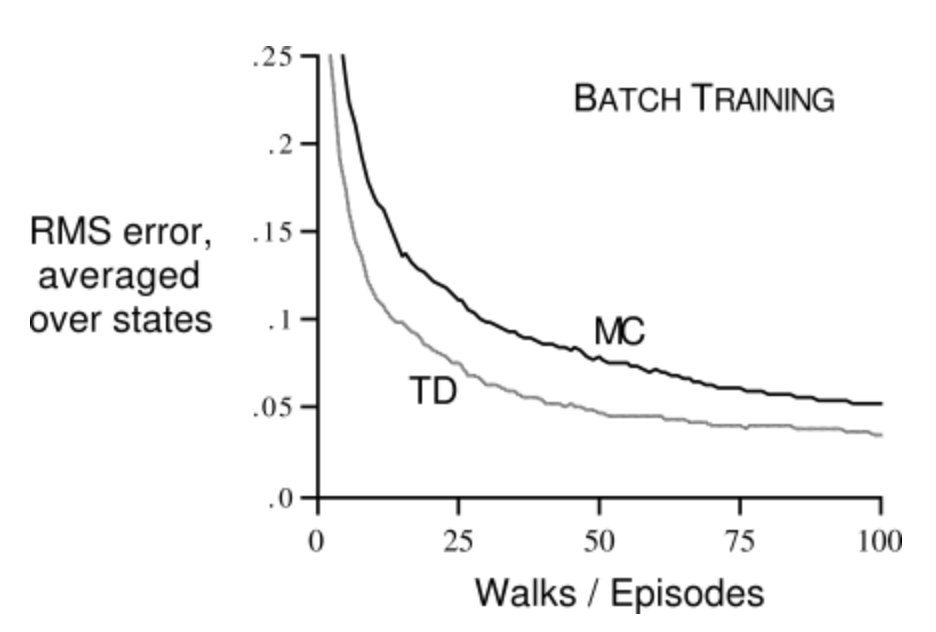 BATCH TRAINING
.25
.2
.15
.1
.05
.0
RMS error,
averaged
over states
MC
TD
0
25
50
75
100
Walks / Episodes